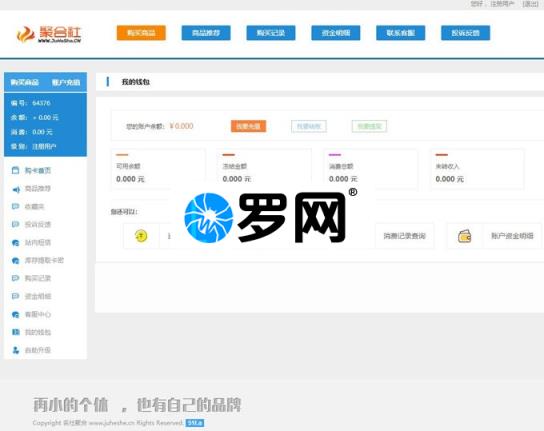 您好，注册用户 [退出]
聚合社
www.JuHeShe.CN
购买商品 商品推荐 购买记录 资金明细 联系客服 投诉反馈
购买商品 账户充值
编号：64376
余额：+0.00 元
消费：0.00 元
级别：注册用户
购卡首页
商品推荐
收藏夹
投诉反馈
站内短信
库存提取卡密
购买记录
资金明细
客服中心
我的钱包
自助升级
我的钱包
您的账户余额：¥ 0.000 我要充值 我要转账 我要提现
可用余额 冻结金额 消费总额 未转收入
0.000 元 0.000 元 0.000 元 0.000 元
您还可以：
罗网®
消费记录查询 账户资金明细
再小的个体 ，也有自己的品牌
Copyright 名社聚合 www.juheshe.cn Rights Reserved. 51La